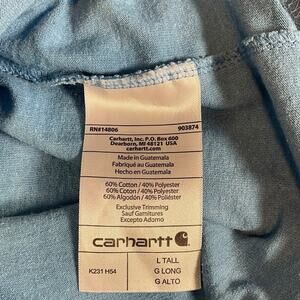 RN#14806 903874
Carhartt, Inc. P.O. Box 600
Dearborn, MI 48121 USA
carhartt.com
Made in Guatemala
Fabriqué au Guatemala
Hecho en Guatemala
60% Cotton / 40% Polyester
60% Coton / 40% Polyester
60% Algodón / 40% Poliéster
Exclusive Trimming
Sauf Garnitures
Excepto Adorno
carhartt
K231 H54
L TALL
G LONG
G ALTO